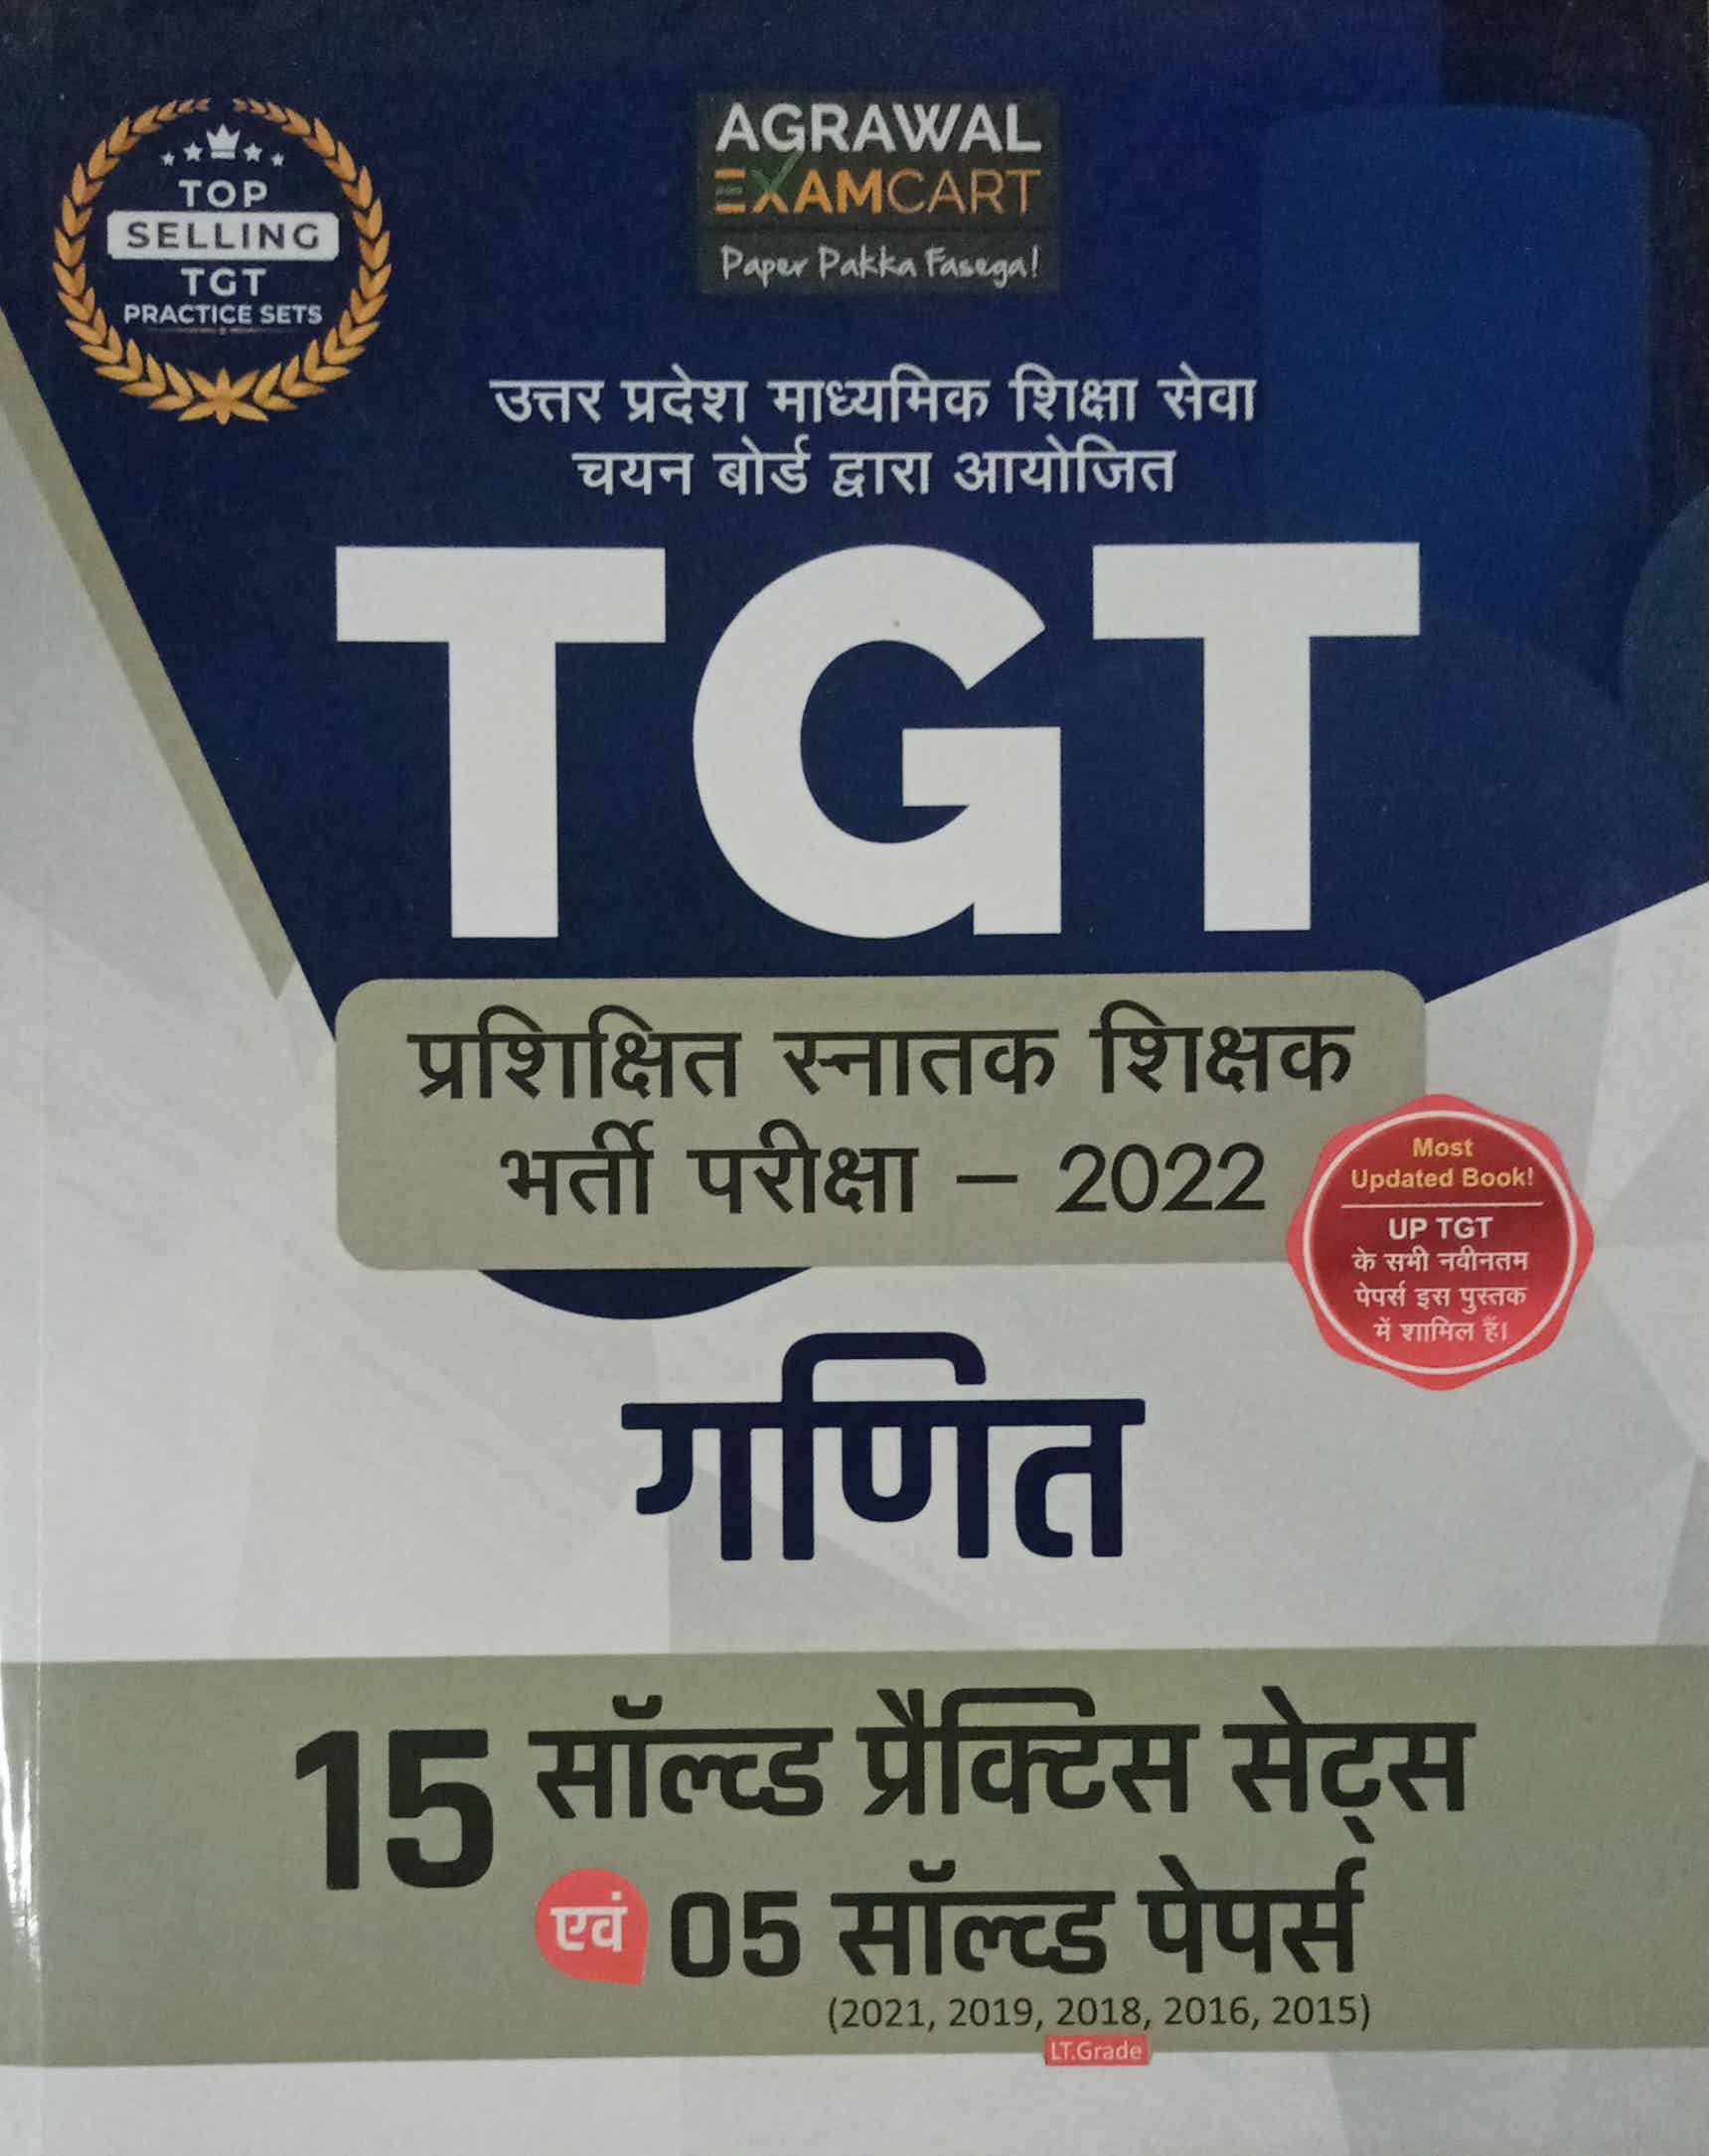 TOP
SELLING
TGT
PRACTICE SETS
AGRAWAL
EXAMCART
Paper Pakka Fasega!
उत्तर प्रदेश माध्यमिक शिक्षा सेवा
चयन बोर्ड द्वारा आयोजित
TGT
प्रशिक्षित स्नातक शिक्षक
भर्ती परीक्षा – 2022
Most
Updated Book!
UP TGT
के सभी नवीनतम
पेपर्स इस पुस्तक
में शामिल हैं।
गणित
15 सॉल्व्ड प्रैक्टिस सेट्स
एवं 05 सॉल्व्ड पेपर्स
(2021, 2019, 2018, 2016, 2015)
LT.Grade